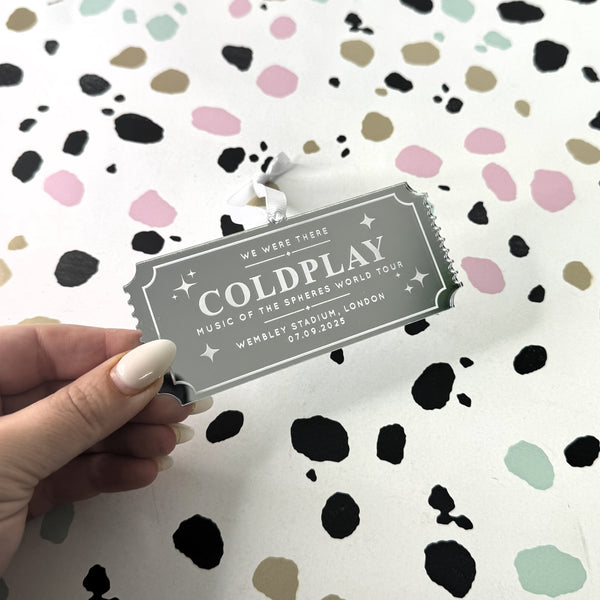 WE WERE THERE
COLDPLAY
MUSIC OF THE SPHERES WORLD TOUR
WEMBLEY STADIUM, LONDON
07.09.2025